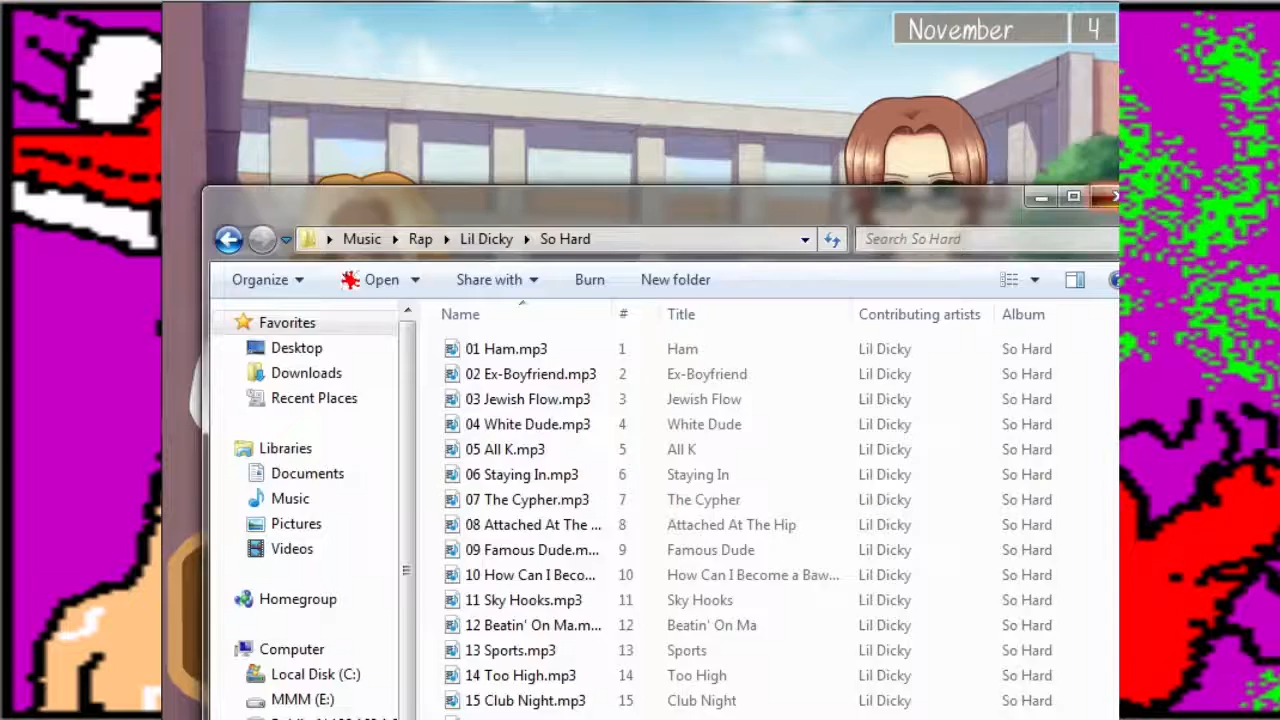 November 4
Music Rap Lil Dicky So Hard
Search So Hard
Organize Open Share with Burn New folder
Name # Title Contributing artists Album
Favorites
Desktop
Downloads
Recent Places
Libraries
Documents
Music
Pictures
Videos
Homegroup
Computer
Local Disk (C:)
MMM (E:)
01 Ham.mp3 1 Ham Lil Dicky So Hard
02 Ex-Boyfriend.mp3 2 Ex-Boyfriend Lil Dicky So Hard
03 Jewish Flow.mp3 3 Jewish Flow Lil Dicky So Hard
04 White Dude.mp3 4 White Dude Lil Dicky So Hard
05 All K.mp3 5 All K Lil Dicky So Hard
06 Staying In.mp3 6 Staying In Lil Dicky So Hard
07 The Cypher.mp3 7 The Cypher Lil Dicky So Hard
08 Attached At The ... 8 Attached At The Hip Lil Dicky So Hard
09 Famous Dude.m... 9 Famous Dude Lil Dicky So Hard
10 How Can I Beco... 10 How Can I Become a Baw... Lil Dicky So Hard
11 Sky Hooks.mp3 11 Sky Hooks Lil Dicky So Hard
12 Beatin' On Ma.m... 12 Beatin' On Ma Lil Dicky So Hard
13 Sports.mp3 13 Sports Lil Dicky So Hard
14 Too High.mp3 14 Too High Lil Dicky So Hard
15 Club Night.mp3 15 Club Night Lil Dicky So Hard